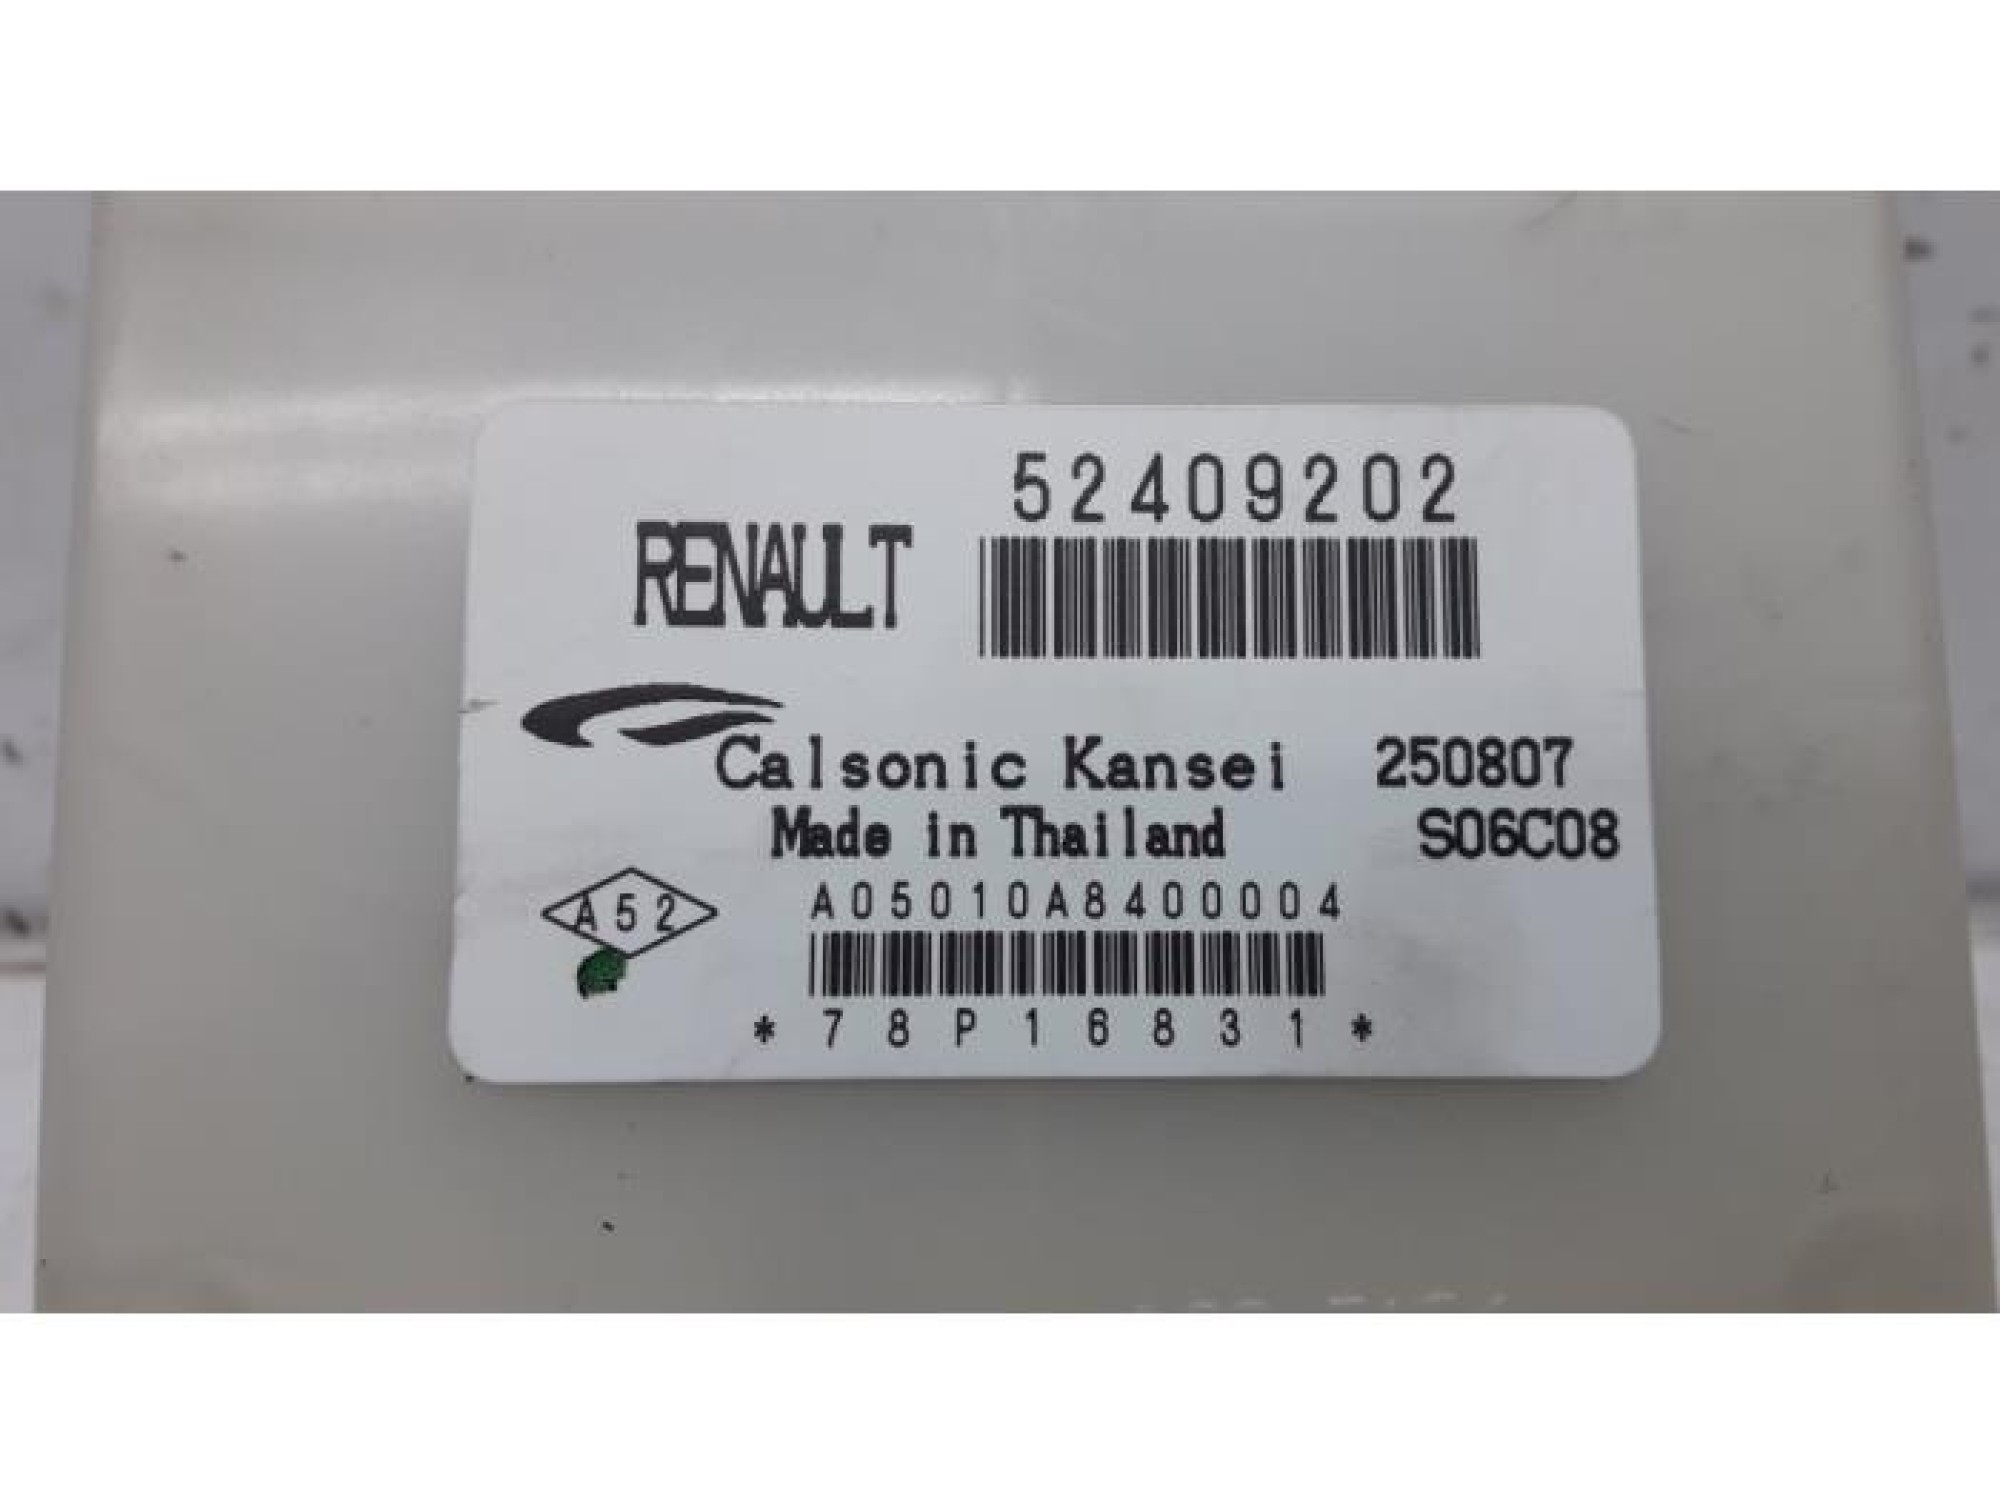 52409202
RENAULT
Calsonic Kansei 250807
Made in Thailand S06C08
A52
A05010A8400004
*78P16831*